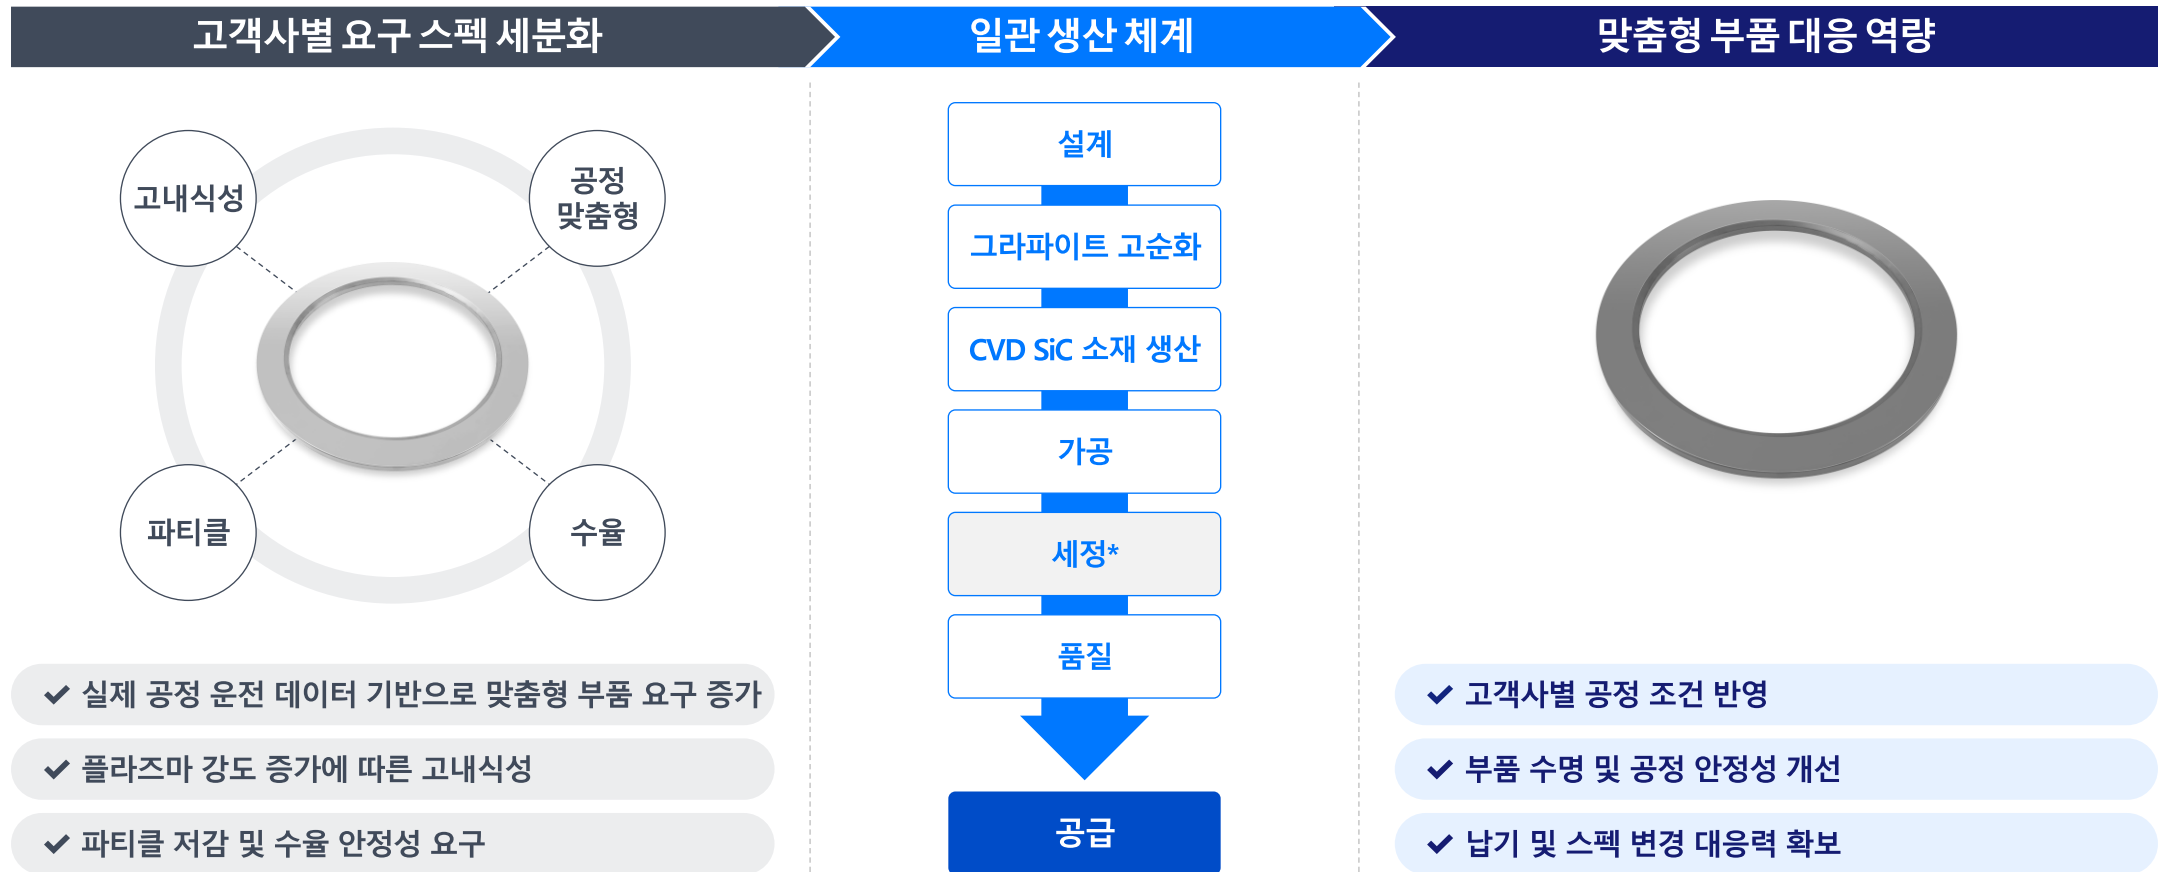 고객사별 요구 스펙 세분화
고내식성
공정
맞춤형
파티클
수율
실제 공정 운전 데이터 기반으로 맞춤형 부품 요구 증가
플라즈마 강도 증가에 따른 고내식성
파티클 저감 및 수율 안정성 요구
일관 생산 체계
설계
그라파이트 고순화
CVD SiC 소재 생산
가공
세정*
품질
공급
맞춤형 부품 대응 역량
고객사별 공정 조건 반영
부품 수명 및 공정 안정성 개선
납기 및 스펙 변경 대응력 확보